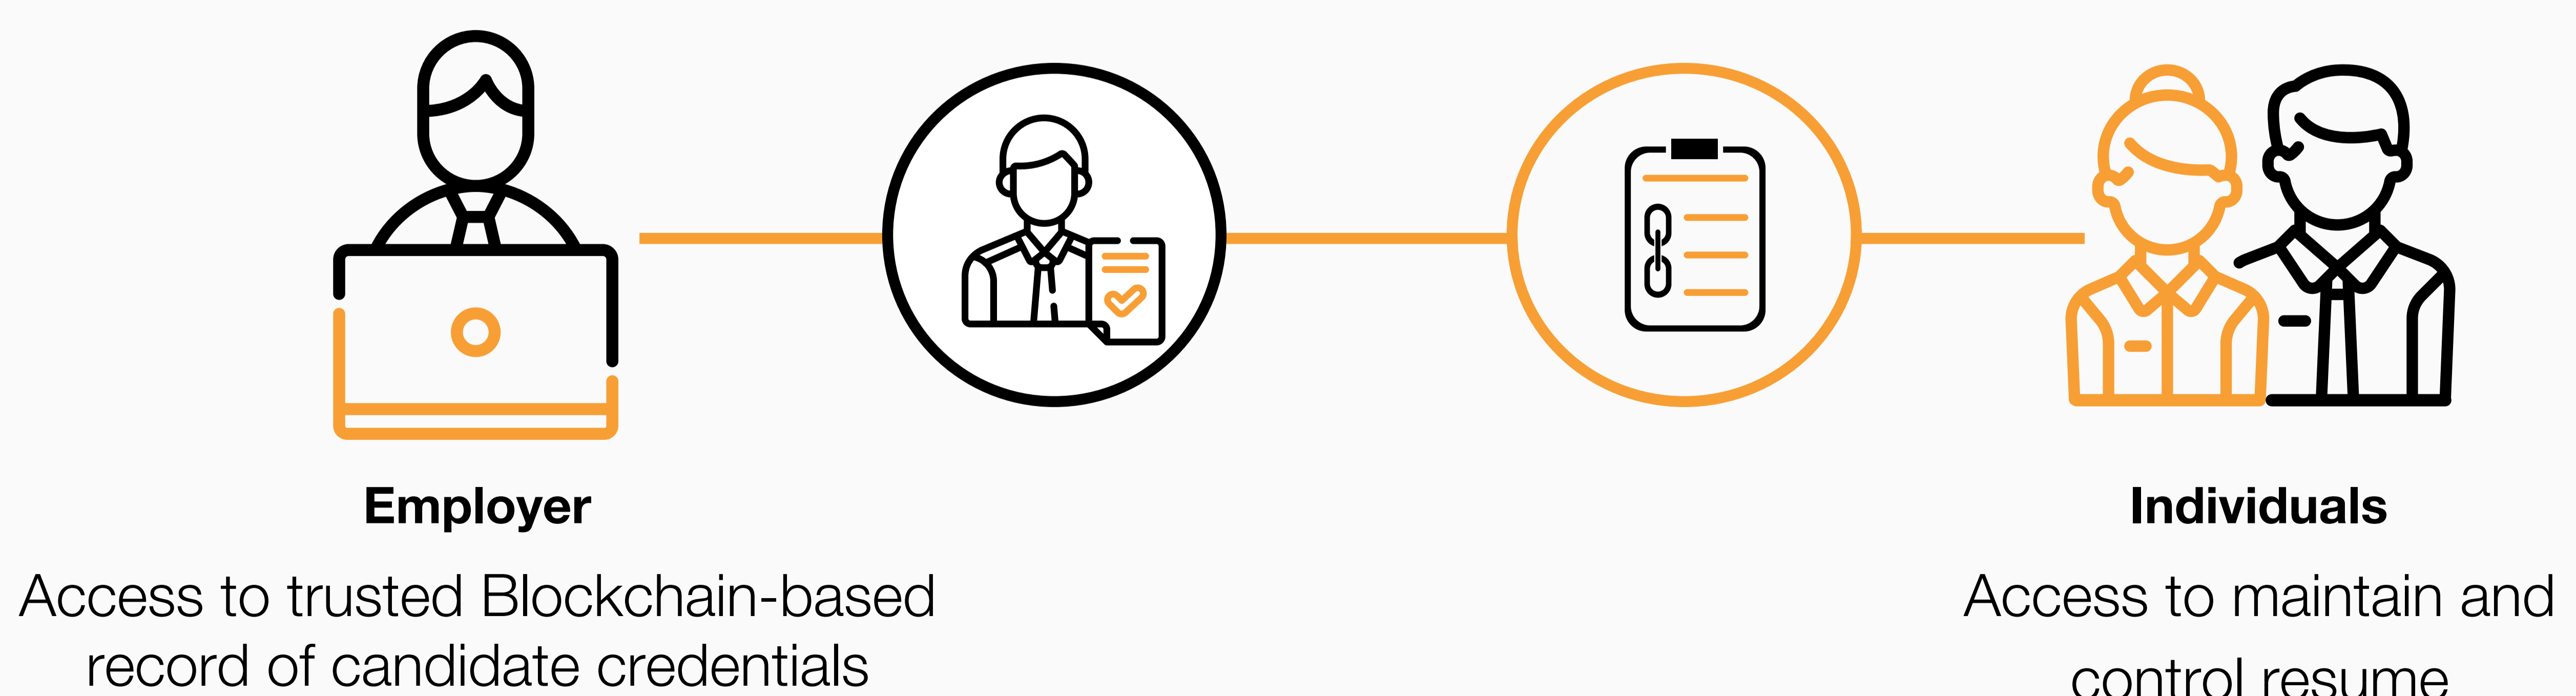 Employer
Access to trusted Blockchain-based
record of candidate credentials
Individuals
Access to maintain and
control resume